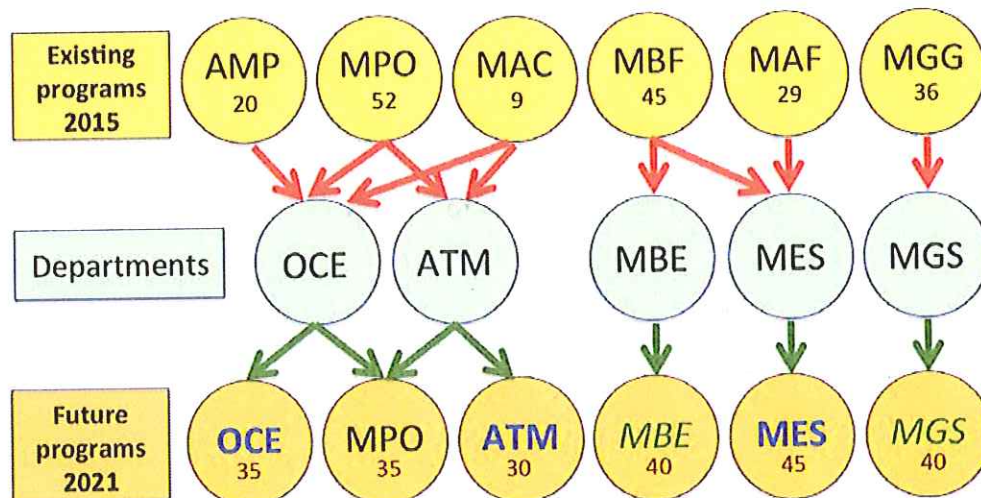 Existing
programs
2015
AMP
20
MPO
52
MAC
9
MBF
45
MAF
29
MGG
36
Departments
OCE
ATM
MBE
MES
MGS
Future
programs
2021
OCE
35
MPO
35
ATM
30
MBE
40
MES
45
MGS
40